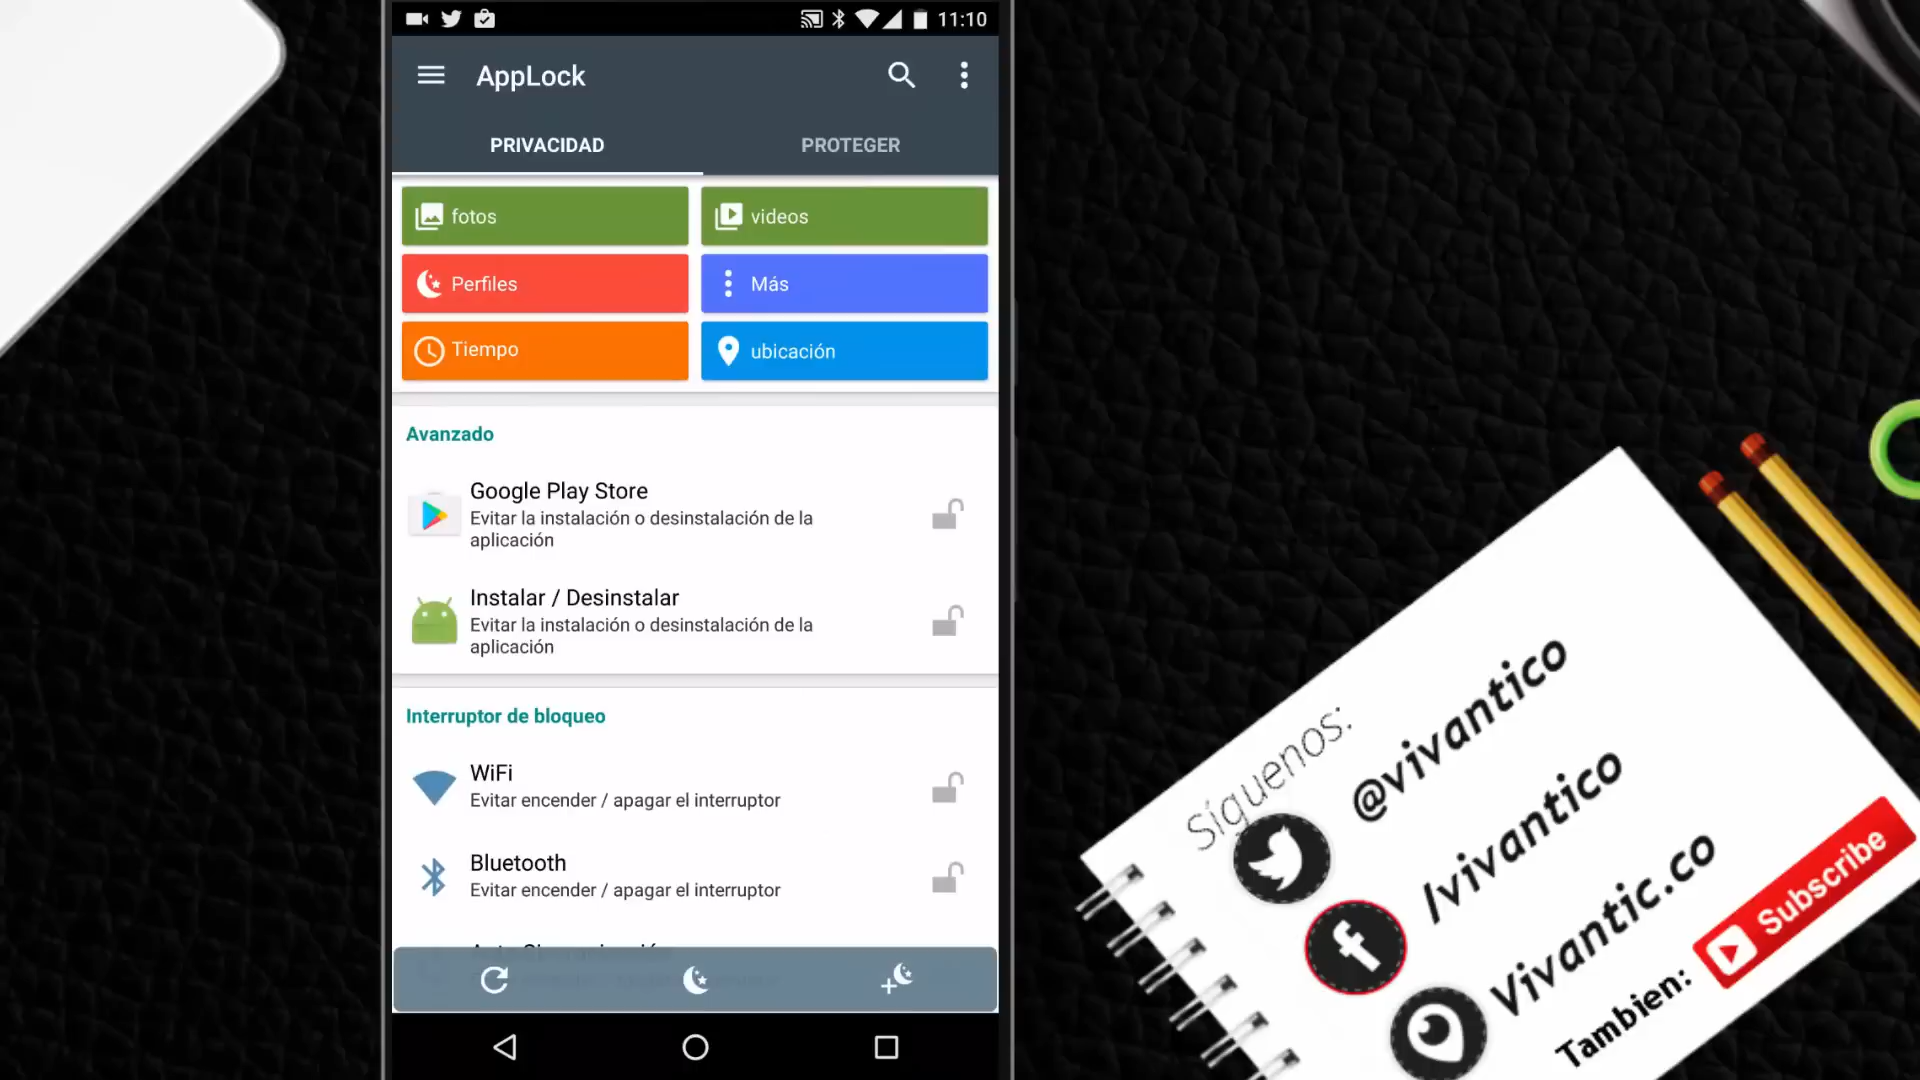 11:10
AppLock
PRIVACIDAD
PROTEGER
fotos
videos
Perfiles
Más
Tiempo
ubicación
Avanzado
Google Play Store
Evitar la instalación o desinstalación de la
aplicación
Instalar / Desinstalar
Evitar la instalación o desinstalación de la
aplicación
Interruptor de bloqueo
WiFi
Evitar encender / apagar el interruptor
Bluetooth
Evitar encender / apagar el interruptor
Síguenos:
@vivantico
/vivantico
Vivantic.co
Tambien:
Subscribe